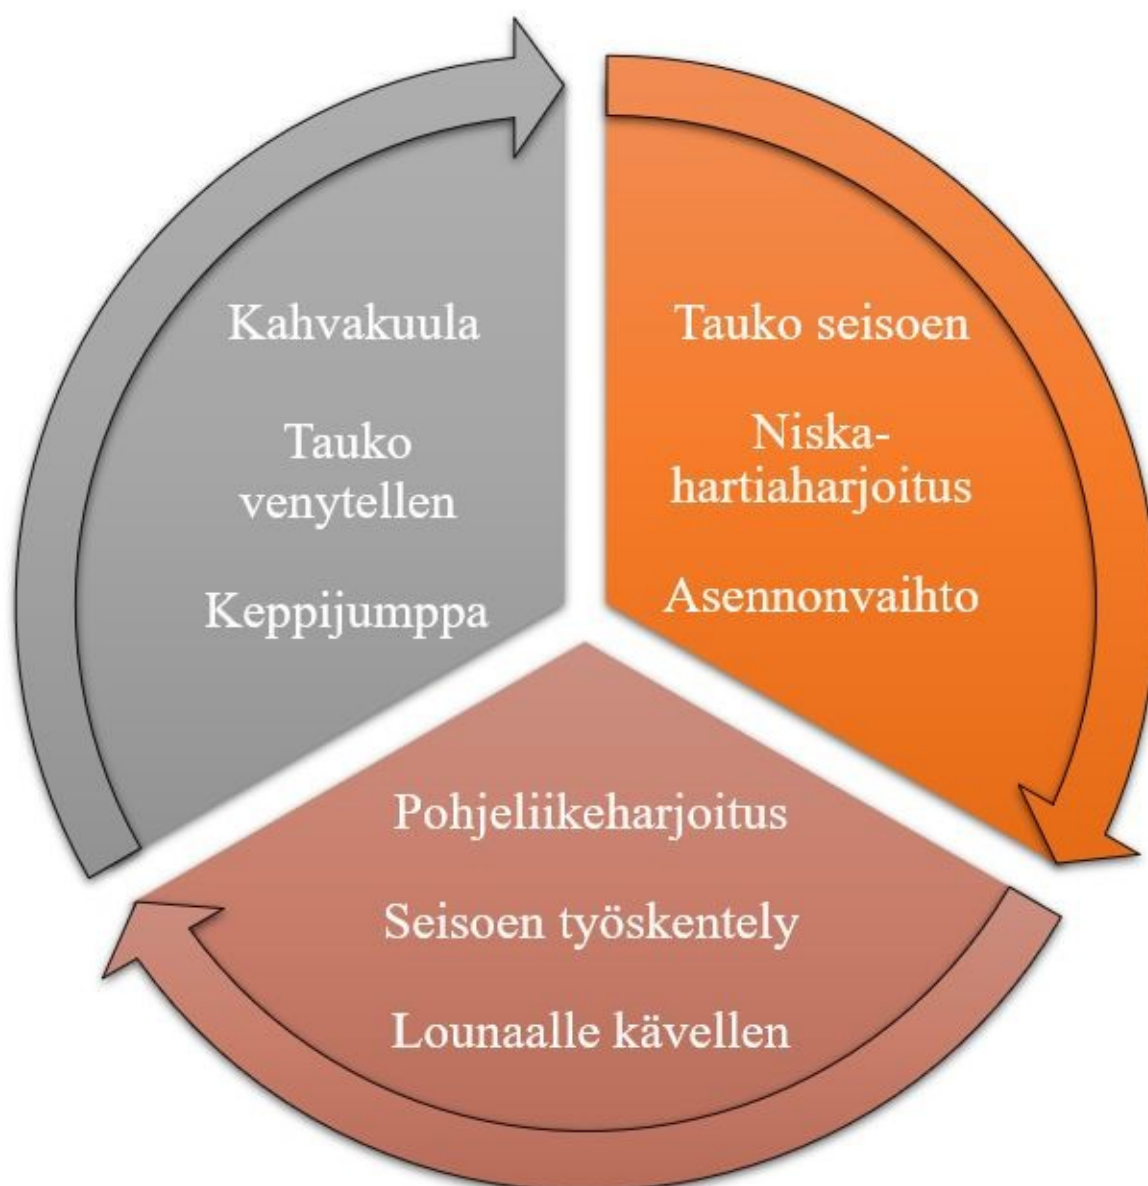 Kahvakuula
Tauko
venytellen
Keppijumppa
Tauko seisoen
Niska-
hartiaharjoitus
Asennonvaihto
Pohjeliikeharjoitus
Seisoen työskentely
Lounaalle kävellen